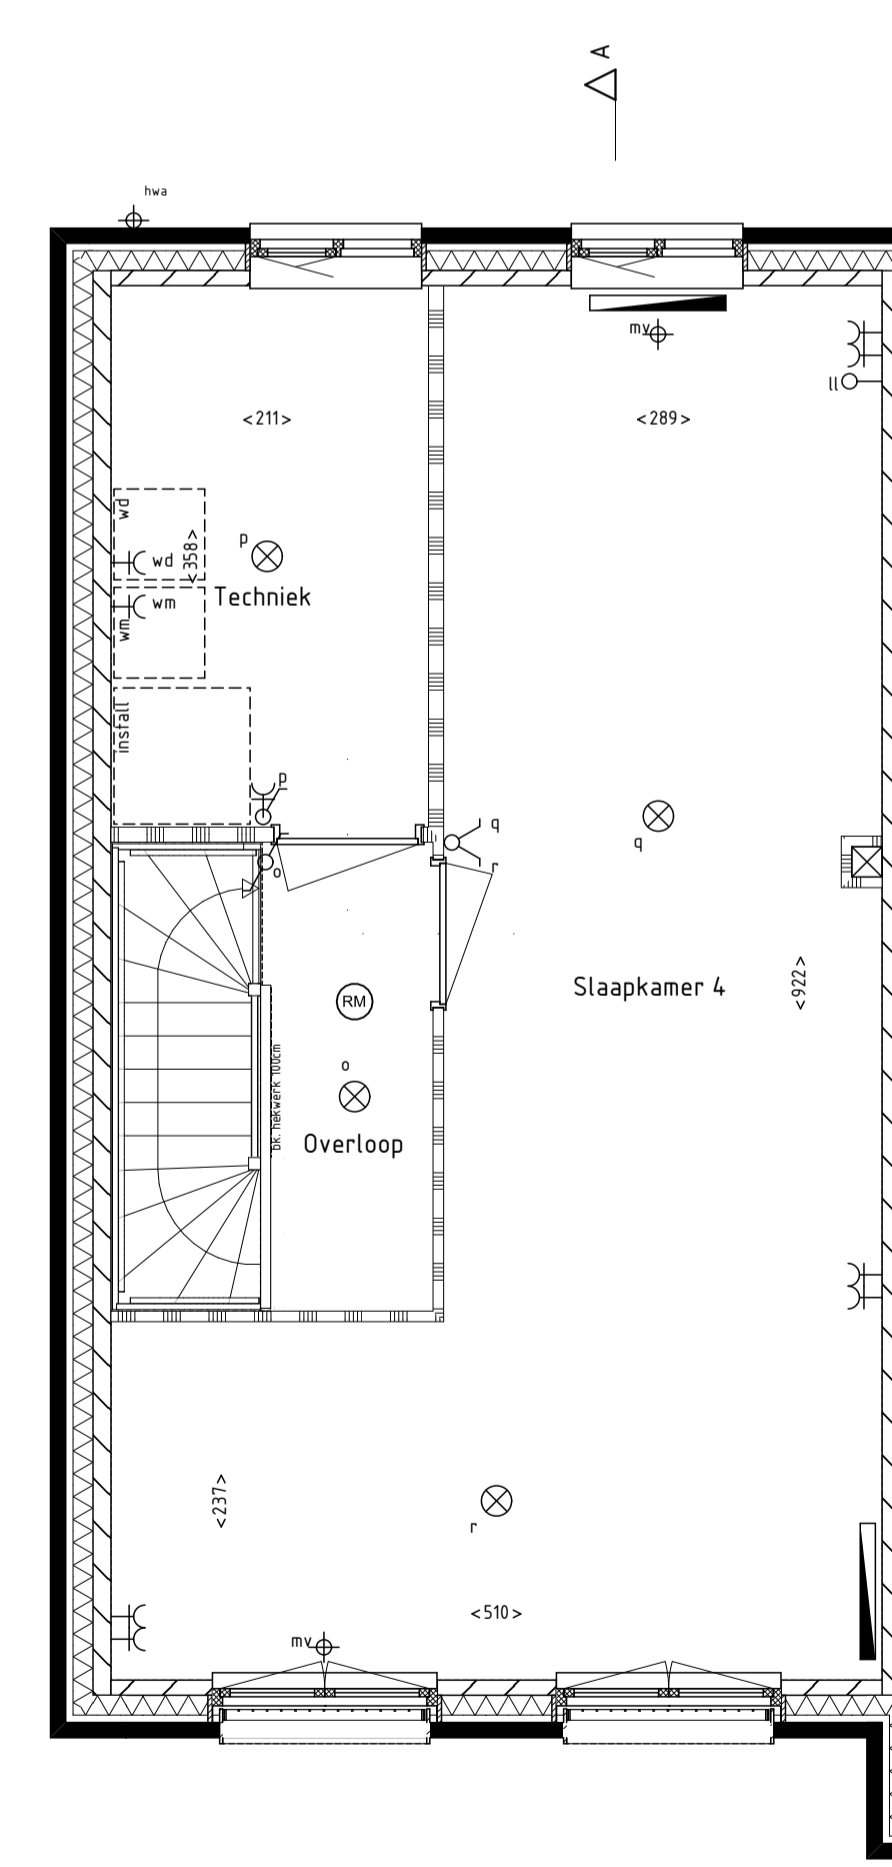 A
hwa
mv
ll
<211>
<289>
wd
wd
<358>
p
Techniek
wm
wm
install
p
q
r
q
o
Slaapkamer 4
<922>
RM
o
bk. hekwerk 100cm
Overloop
<237>
r
<510>
mv